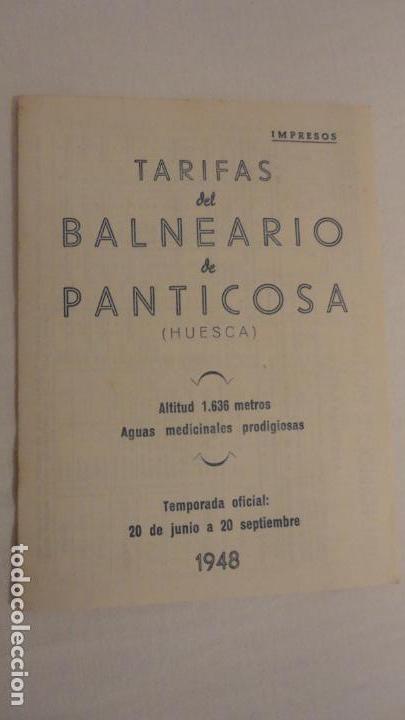 IMPRESOS
TARIFAS
del
BALNEARIO
de
PANTICOSA
(HUESCA)
Altitud 1.636 metros
Aguas medicinales prodigiosas
Temporada oficial:
20 de junio a 20 septiembre
1948
todocoleccion.net